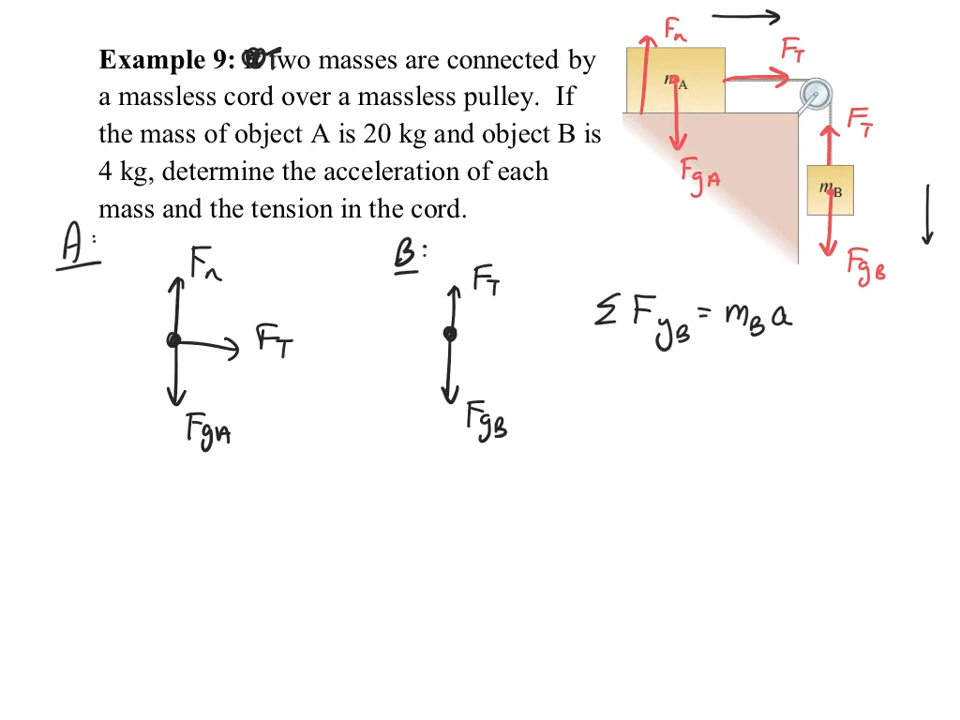 Example 9: Two masses are connected by
a massless cord over a massless pulley. If
the mass of object A is 20 kg and object B is
4 kg, determine the acceleration of each
mass and the tension in the cord.
Fn
FT
mA
FgA
FT
mB
FgB
A:
Fn
FT
FgA
B:
FT
FgB
ΣFyB = mBa